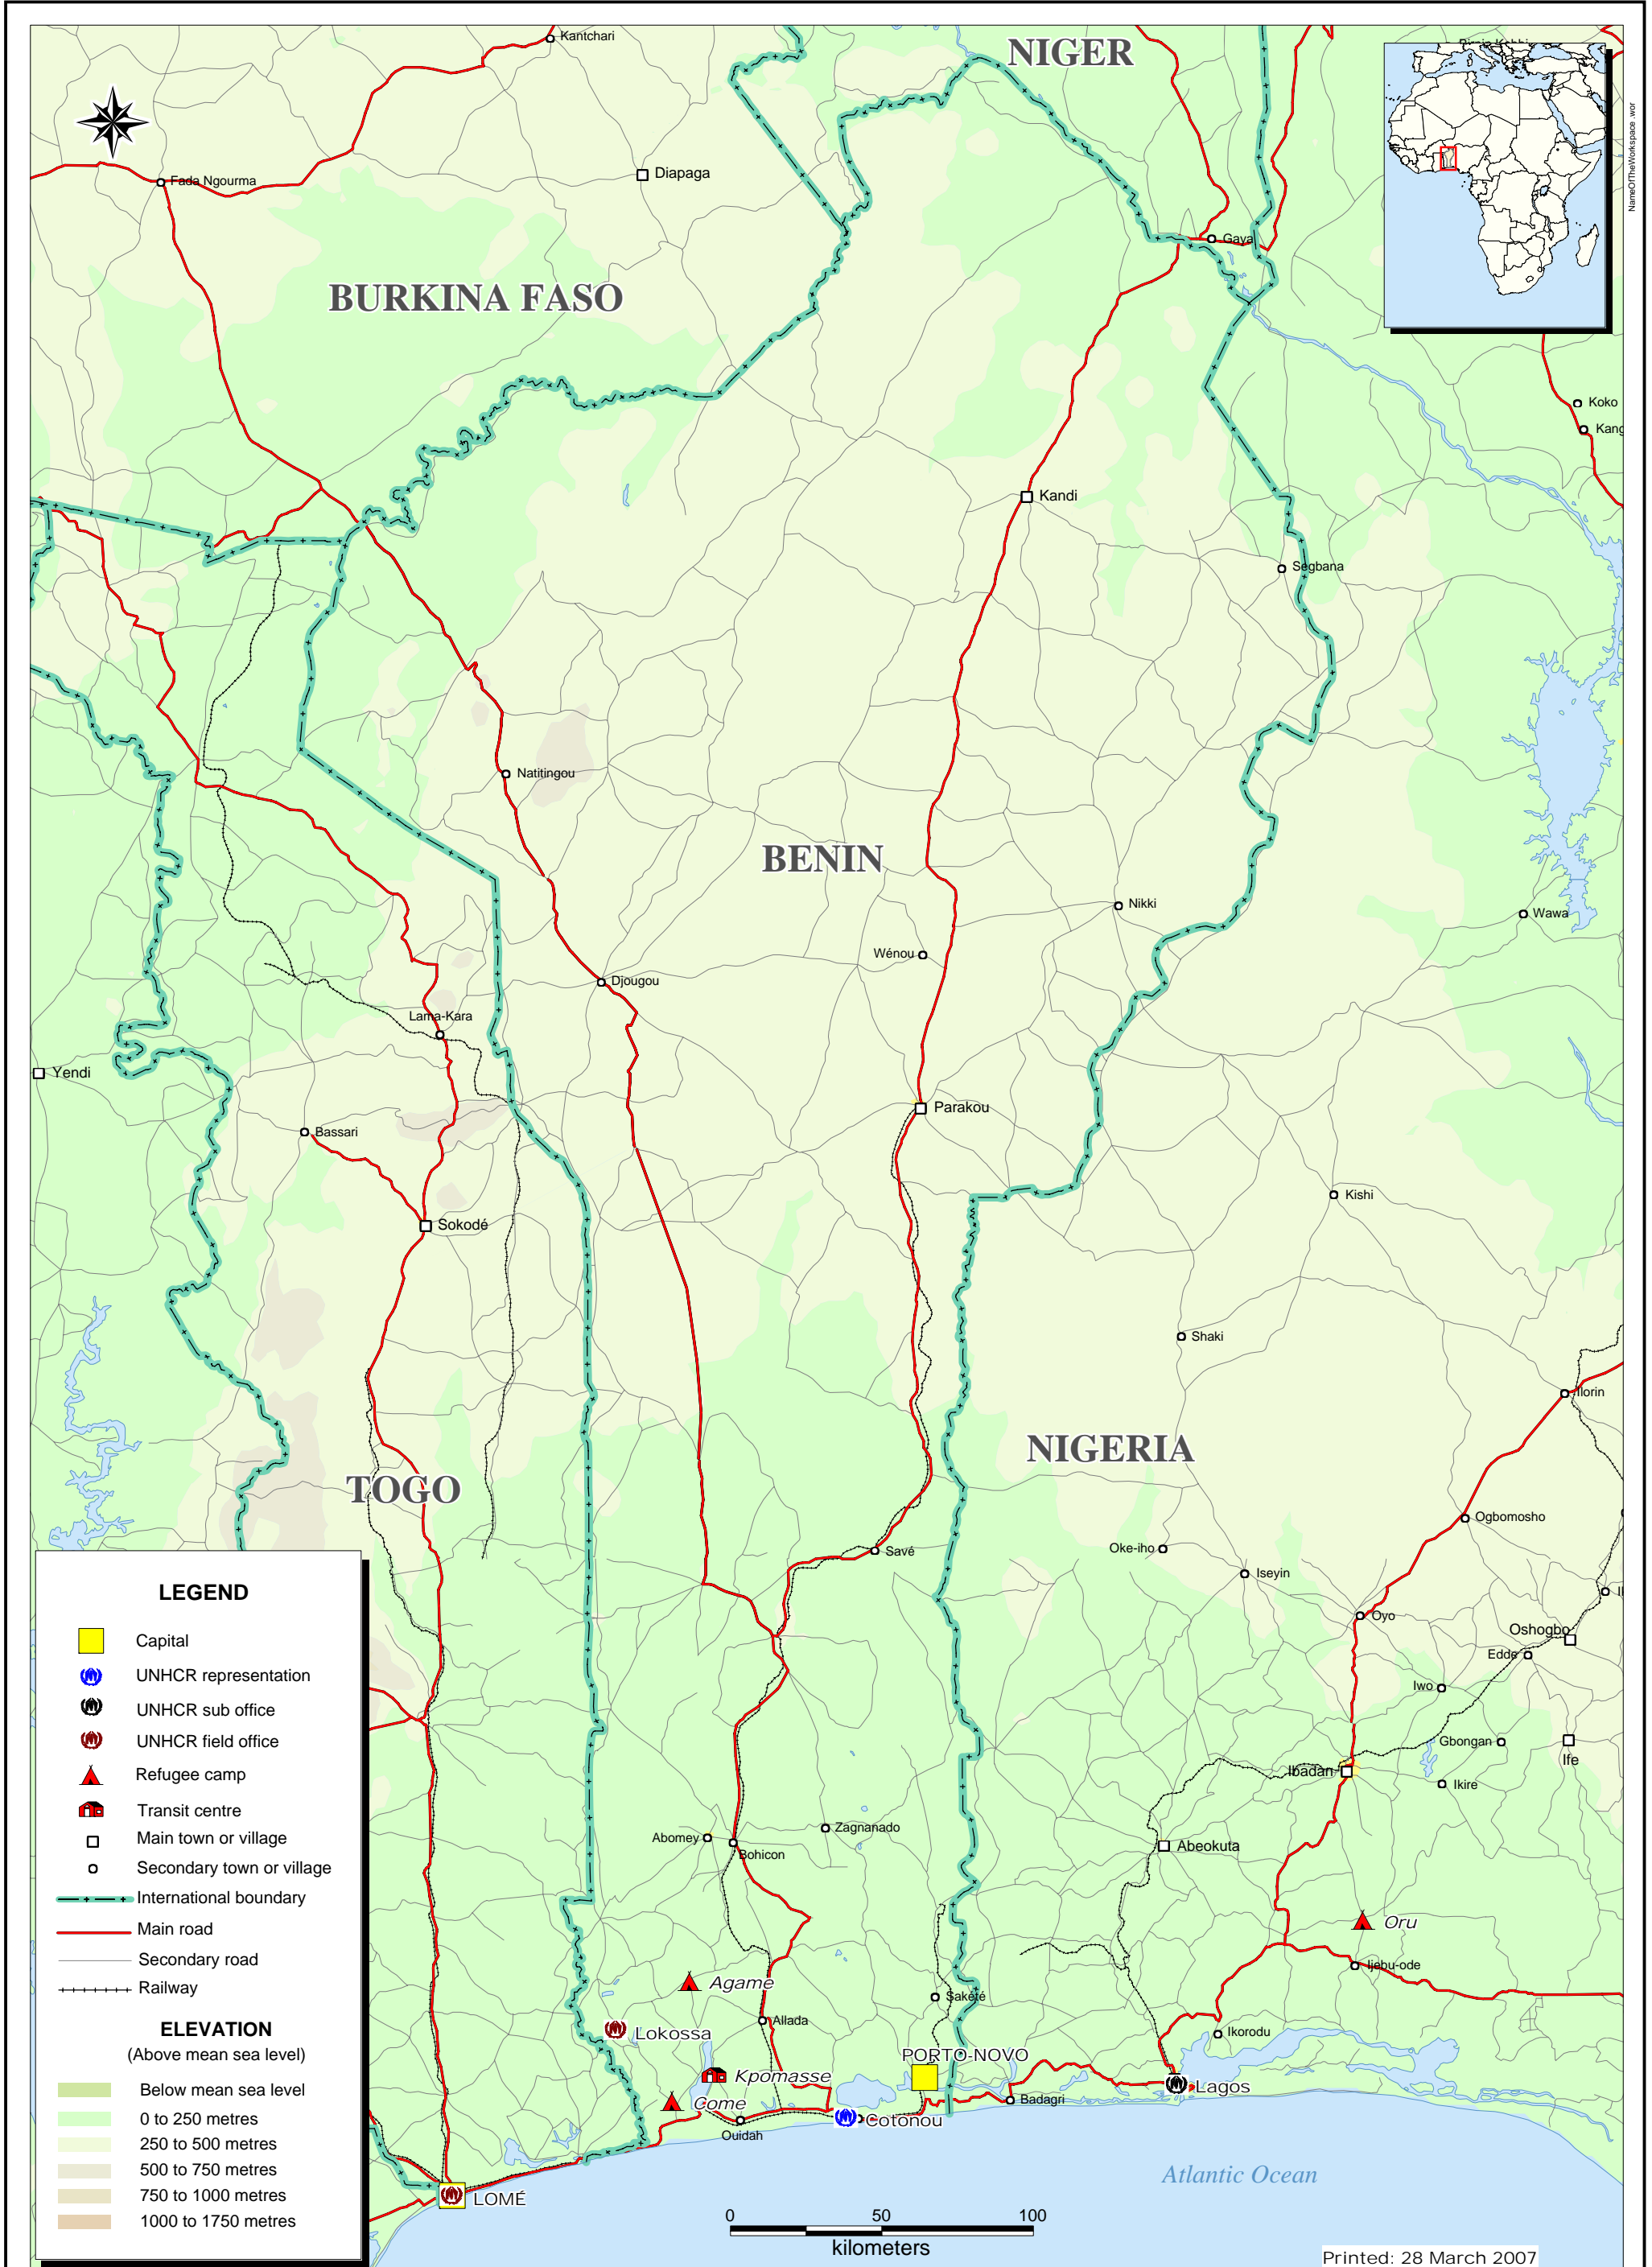 Kantchari
NIGER
Birnin Kebbi
NameOfTheWorkspace .wor
Diapaga
Fada Ngourma
Gaya
BURKINA FASO
Koko
Kang
Kandi
Segbana
Natitingou
BENIN
Nikki
Wawa
Wénou
Djougou
Lama-Kara
Yendi
Parakou
Bassari
Kishi
Sokodé
Shaki
Ilorin
NIGERIA
TOGO
Ogbomosho
Oke-iho
Savé
Iseyin
Il
Oyo
Oshogbo
Edde
Iwo
Gbongan
Ife
Ibadan
Ikire
Abomey
Zagnanado
Bohicon
Abeokuta
Oru
Ijebu-ode
Agame
Sakété
Allada
Lokossa
Ikorodu
PORTO-NOVO
Kpomasse
Lagos
Come
Badagri
Cotonou
Ouidah
Atlantic Ocean
LOMÉ
LEGEND
Capital
UNHCR representation
UNHCR sub office
UNHCR field office
Refugee camp
Transit centre
Main town or village
Secondary town or village
International boundary
Main road
Secondary road
Railway
ELEVATION
(Above mean sea level)
Below mean sea level
0 to 250 metres
250 to 500 metres
500 to 750 metres
750 to 1000 metres
1000 to 1750 metres
0 50 100
kilometers
Printed: 28 March 2007